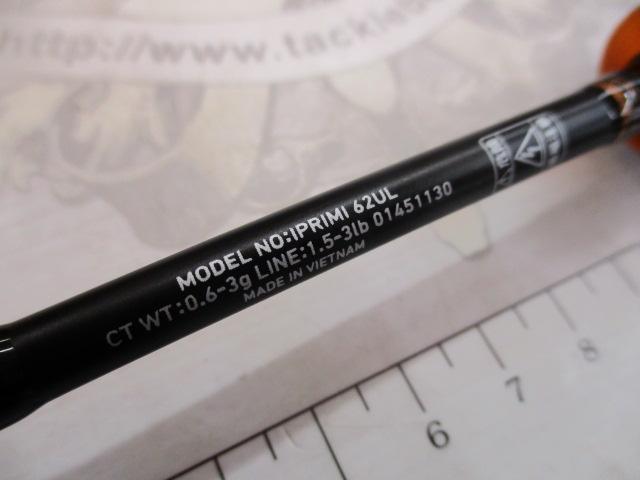 http://www.tackleb
MODEL NO:IPRIMI 62UL
CT WT:0.6-3g LINE:1.5-3lb 01451130
MADE IN VIETNAM
6 7 8